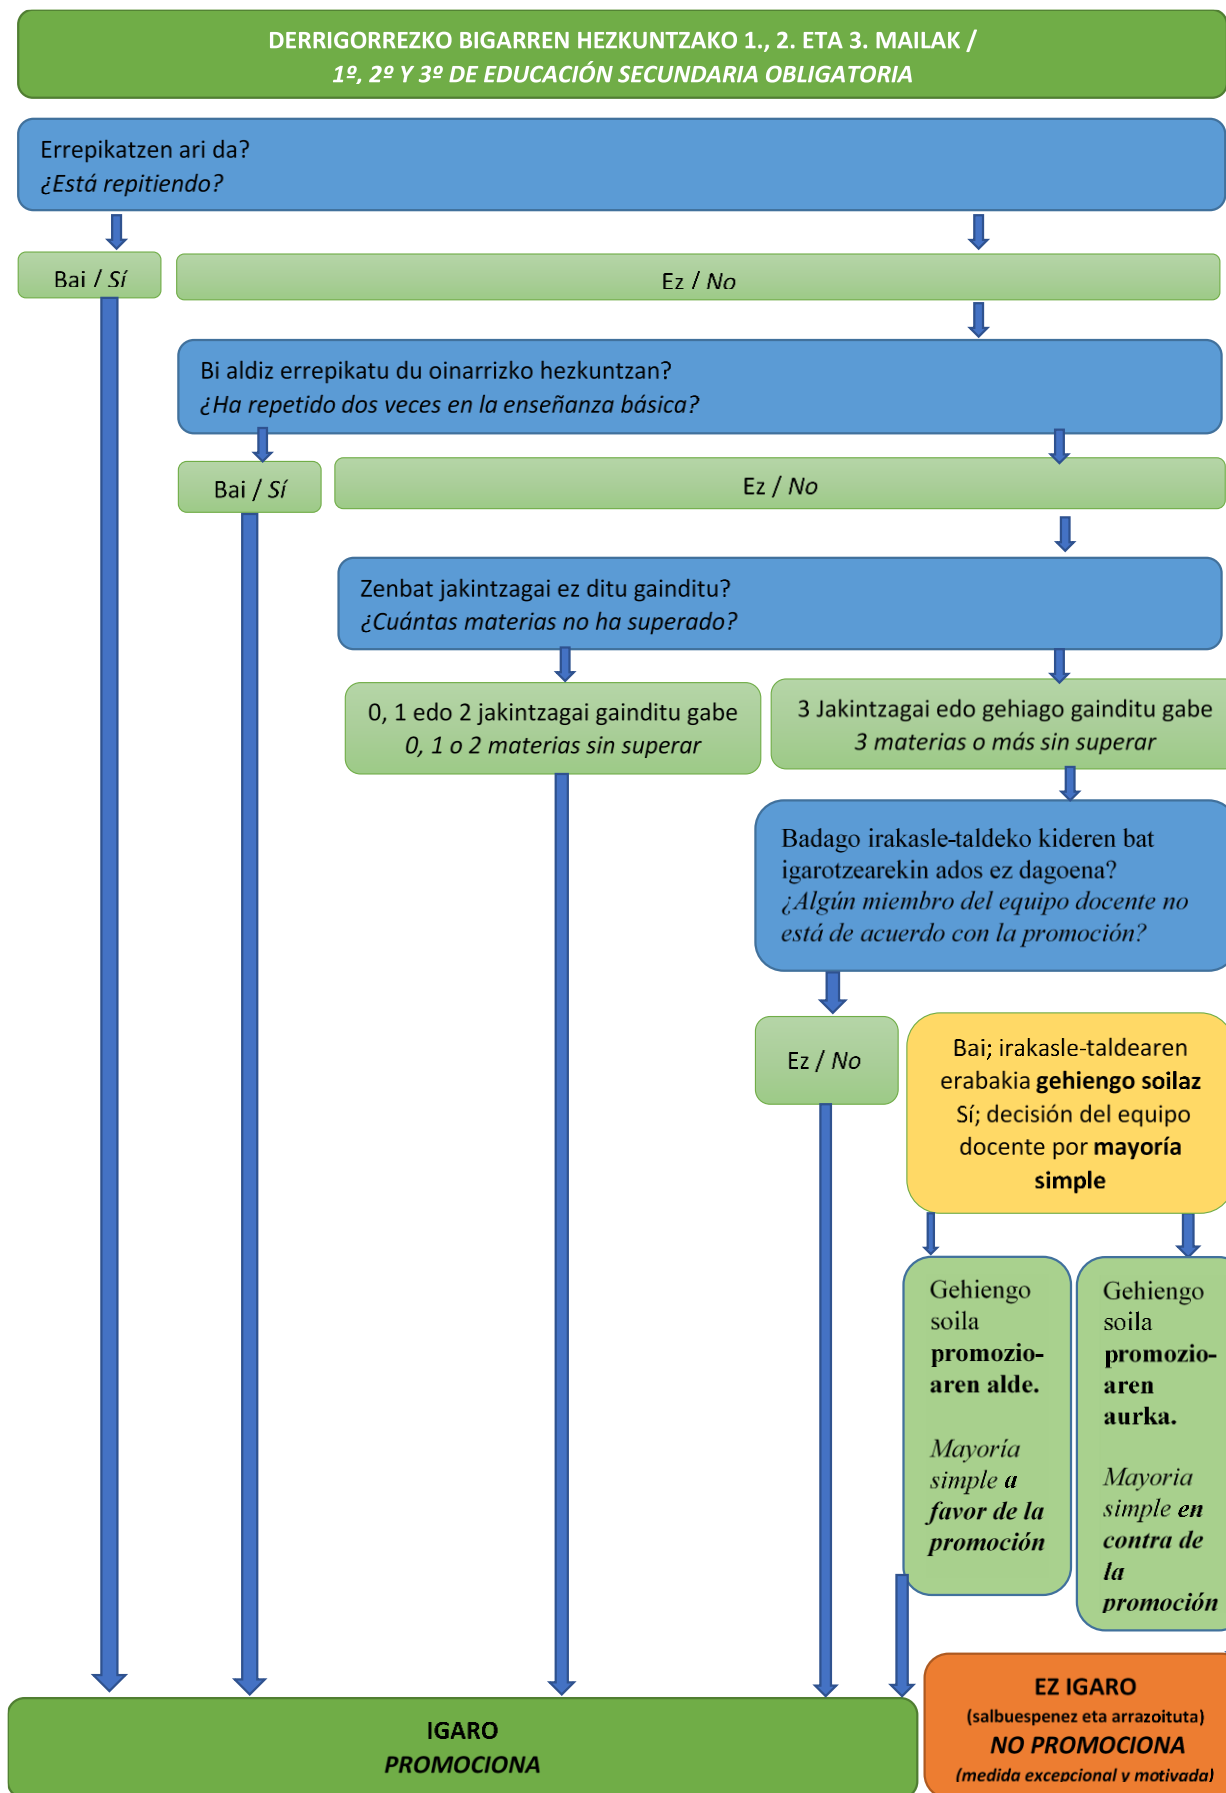 DERRIGORREZKO BIGARREN HEZKUNTZAKO 1., 2. ETA 3. MAILAK /
1º, 2º Y 3º DE EDUCACIÓN SECUNDARIA OBLIGATORIA
Errepikatzen ari da?
¿Está repitiendo?
Bai / Sí
Ez / No
Bi aldiz errepikatu du oinarrizko hezkuntzan?
¿Ha repetido dos veces en la enseñanza básica?
Bai / Sí
Ez / No
Zenbat jakintzagai ez ditu gainditu?
¿Cuántas materias no ha superado?
0, 1 edo 2 jakintzagai gainditu gabe
0, 1 o 2 materias sin superar
3 Jakintzagai edo gehiago gainditu gabe
3 materias o más sin superar
Badago irakasle-taldeko kideren bat
igarotzearekin ados ez dagoena?
¿Algún miembro del equipo docente no
está de acuerdo con la promoción?
Ez / No
Bai; irakasle-taldearen
erabakia gehiengo soilaz
Sí; decisión del equipo
docente por mayoría
simple
Gehiengo
soila
promozio-
aren alde.
Mayoría
simple a
favor de la
promoción
Gehiengo
soila
promozio-
aren
aurka.
Mayoria
simple en
contra de
la
promoción
IGARO
PROMOCIONA
EZ IGARO
(salbuespenez eta arrazoituta)
NO PROMOCIONA
(medida excepcional y motivada)